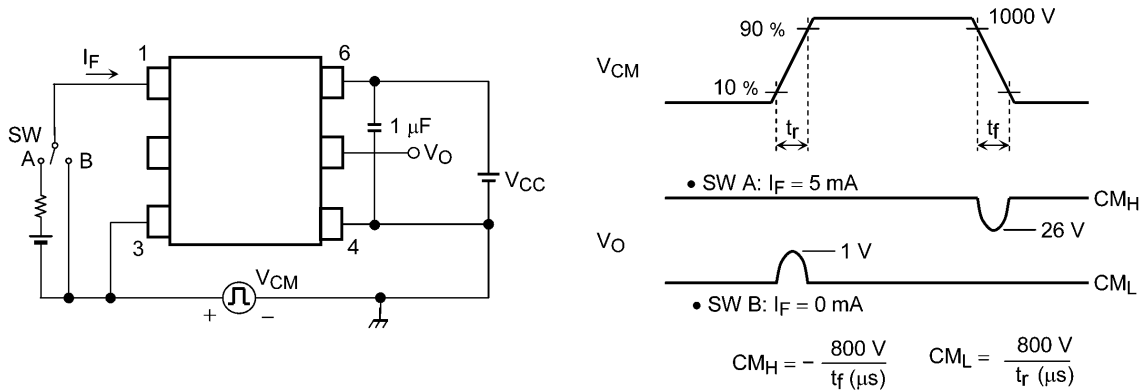 I_F
1
6
SW
A
B
1 μF
V_O
V_CC
3
4
V_CM
+
−
V_CM
90 %
10 %
1000 V
t_r
t_f
• SW A: I_F = 5 mA
CM_H
V_O
26 V
1 V
CM_L
• SW B: I_F = 0 mA
CM_H = − 800 V / t_f (μs)
CM_L = 800 V / t_r (μs)